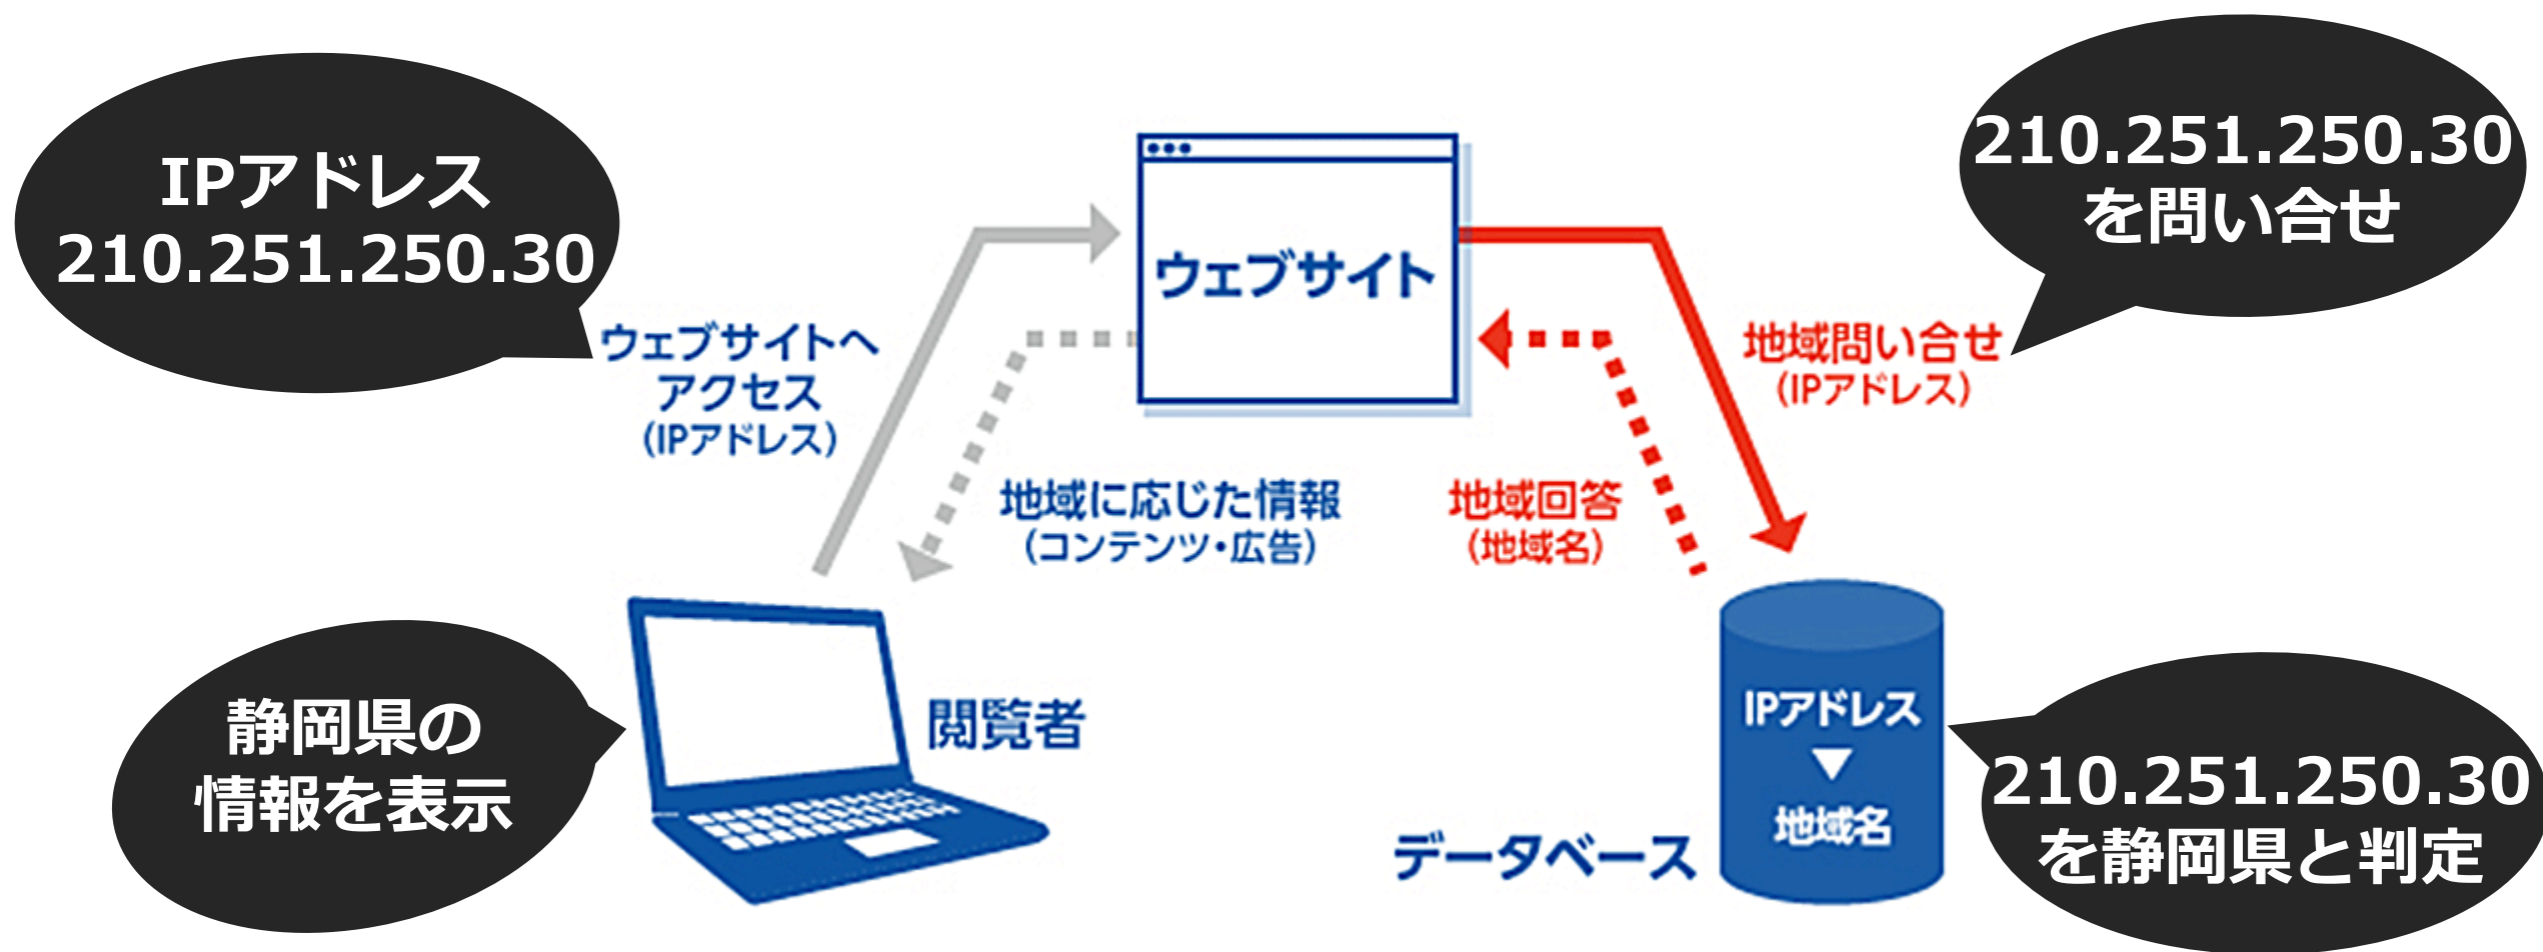 IPアドレス
210.251.250.30
210.251.250.30
を問い合せ
ウェブサイト
ウェブサイトへ
アクセス
(IPアドレス)
地域問い合せ
(IPアドレス)
地域に応じた情報
(コンテンツ・広告)
地域回答
(地域名)
静岡県の
情報を表示
閲覧者
データベース
IPアドレス
▼
地域名
210.251.250.30
を静岡県と判定